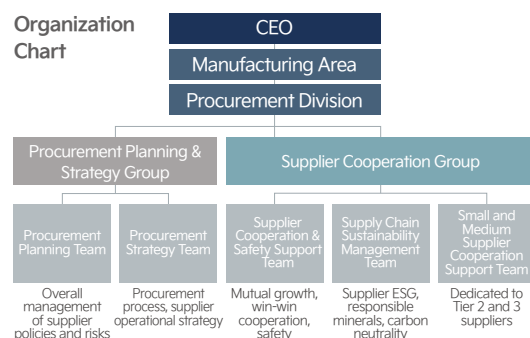 Organization
Chart
CEO
Manufacturing Area
Procurement Division
Procurement Planning &
Strategy Group
Supplier Cooperation Group
Procurement
Planning Team
Procurement
Strategy Team
Supplier
Cooperation &
Safety Support
Team
Supply Chain
Sustainability
Management
Team
Small and
Medium
Supplier
Cooperation
Support Team
Overall
management
of supplier
policies and risks
Procurement
process, supplier
operational strategy
Mutual growth,
win-win
cooperation,
safety
Supplier ESG,
responsible
minerals, carbon
neutrality
Dedicated to
Tier 2 and 3
suppliers